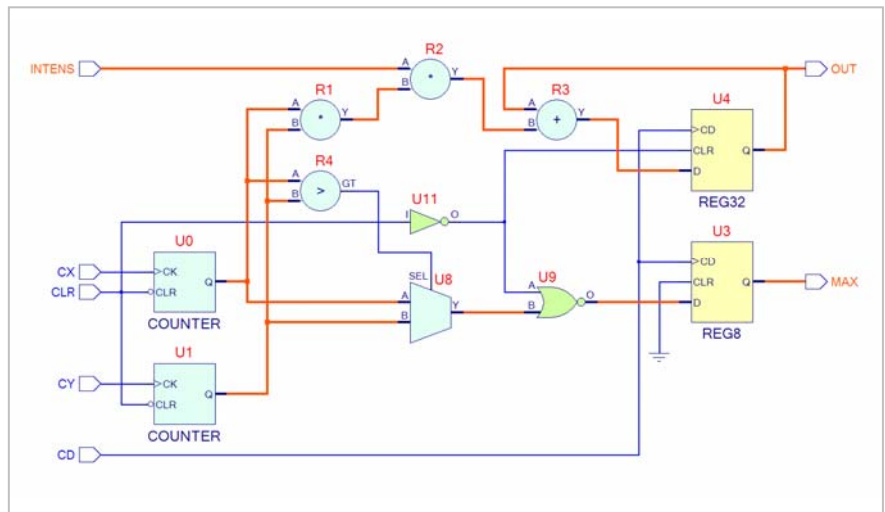 R2
INTENS
A
B
*
Y
OUT
R1
A
B
*
Y
R3
A
B
+
Y
U4
>CD
CLR
D
Q
REG32
R4
A
B
>
GT
U11
I
O
U0
CX
>CK
CLR
CLR
Q
COUNTER
SEL
U8
A
B
Y
U9
A
B
O
U3
>CD
CLR
D
Q
MAX
REG8
U1
CY
>CK
CLR
Q
COUNTER
CD